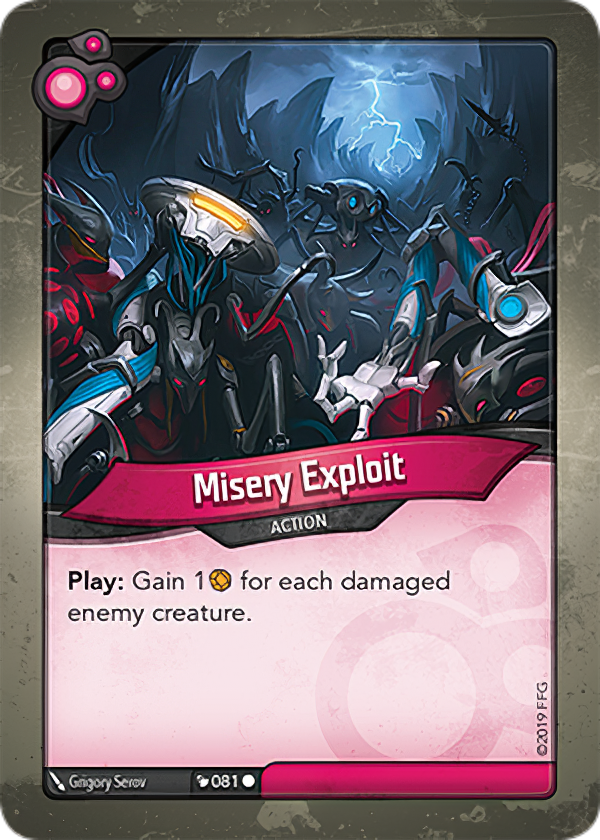 Misery Exploit
ACTION
Play: Gain 1 for each damaged
enemy creature.
©2019 FFG
Grigory Serov
081